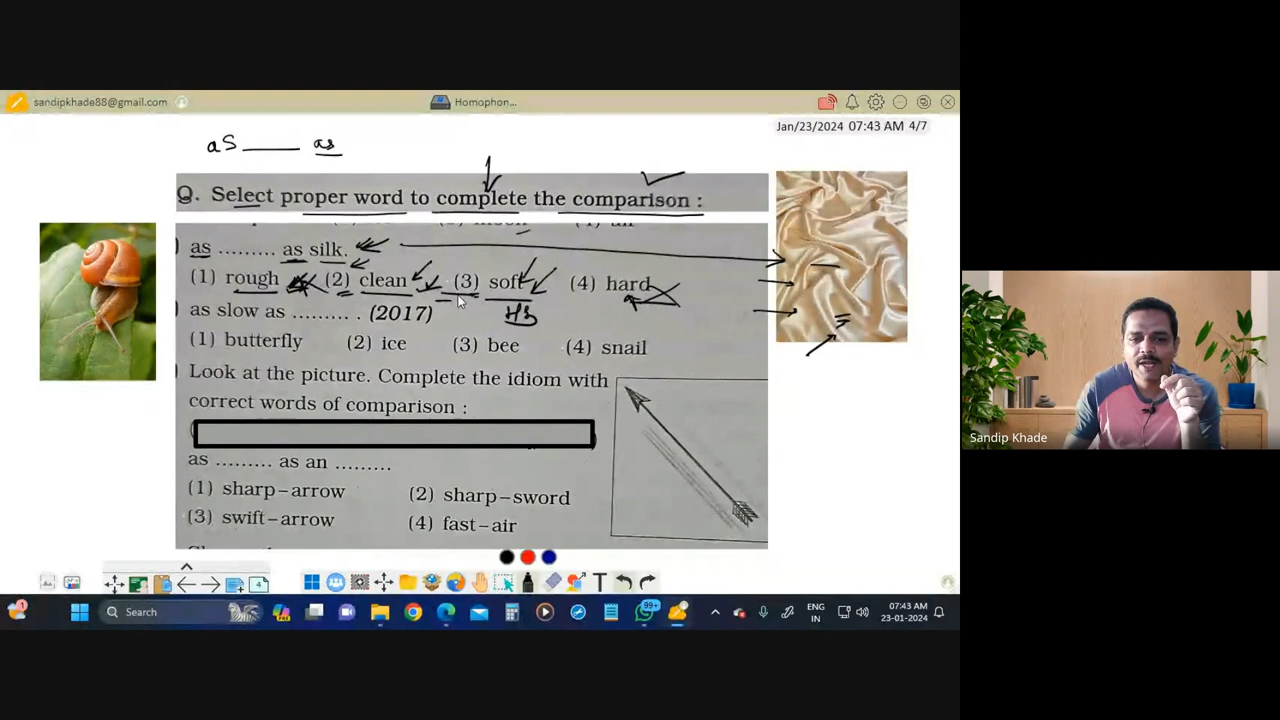 sandipkhade88@gmail.com
Homophon...
Jan/23/2024 07:43 AM 4/7
as ____ as
Q. Select proper word to complete the comparison :
as ......... as silk.
(1) rough (2) clean (3) soft (4) hard
as slow as ......... . (2017)
(1) butterfly (2) ice (3) bee (4) snail
Look at the picture. Complete the idiom with
correct words of comparison :
as ......... as an .........
(1) sharp-arrow (2) sharp-sword
(3) swift-arrow (4) fast-air
Sandip Khade
4
T
1
Search
99+
ENG
IN
07:43 AM
23-01-2024